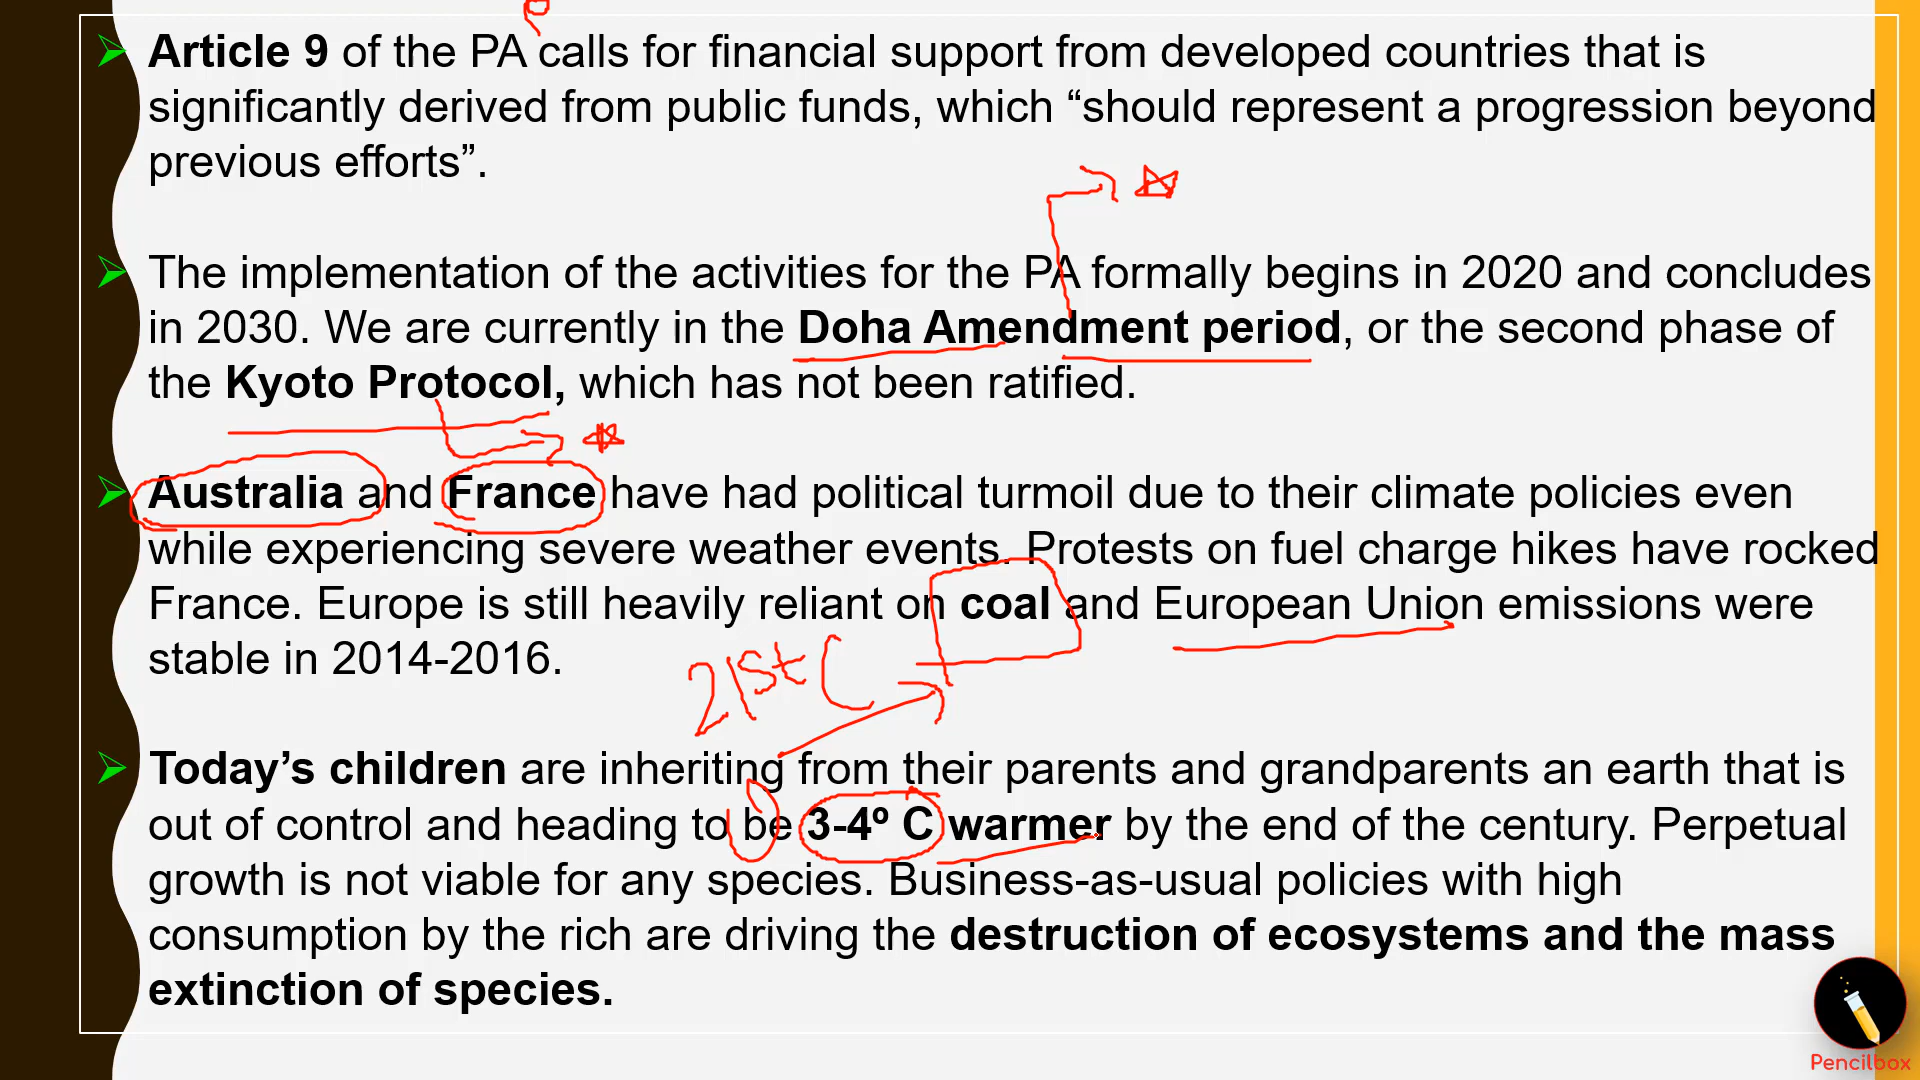 Article 9 of the PA calls for financial support from developed countries that is
significantly derived from public funds, which “should represent a progression beyond
previous efforts”.
The implementation of the activities for the PA formally begins in 2020 and concludes
in 2030. We are currently in the Doha Amendment period, or the second phase of
the Kyoto Protocol, which has not been ratified.
Australia and France have had political turmoil due to their climate policies even
while experiencing severe weather events. Protests on fuel charge hikes have rocked
France. Europe is still heavily reliant on coal and European Union emissions were
stable in 2014-2016.
21st C
Today’s children are inheriting from their parents and grandparents an earth that is
out of control and heading to be 3-4º C warmer by the end of the century. Perpetual
growth is not viable for any species. Business-as-usual policies with high
consumption by the rich are driving the destruction of ecosystems and the mass
extinction of species.
Pencilbox